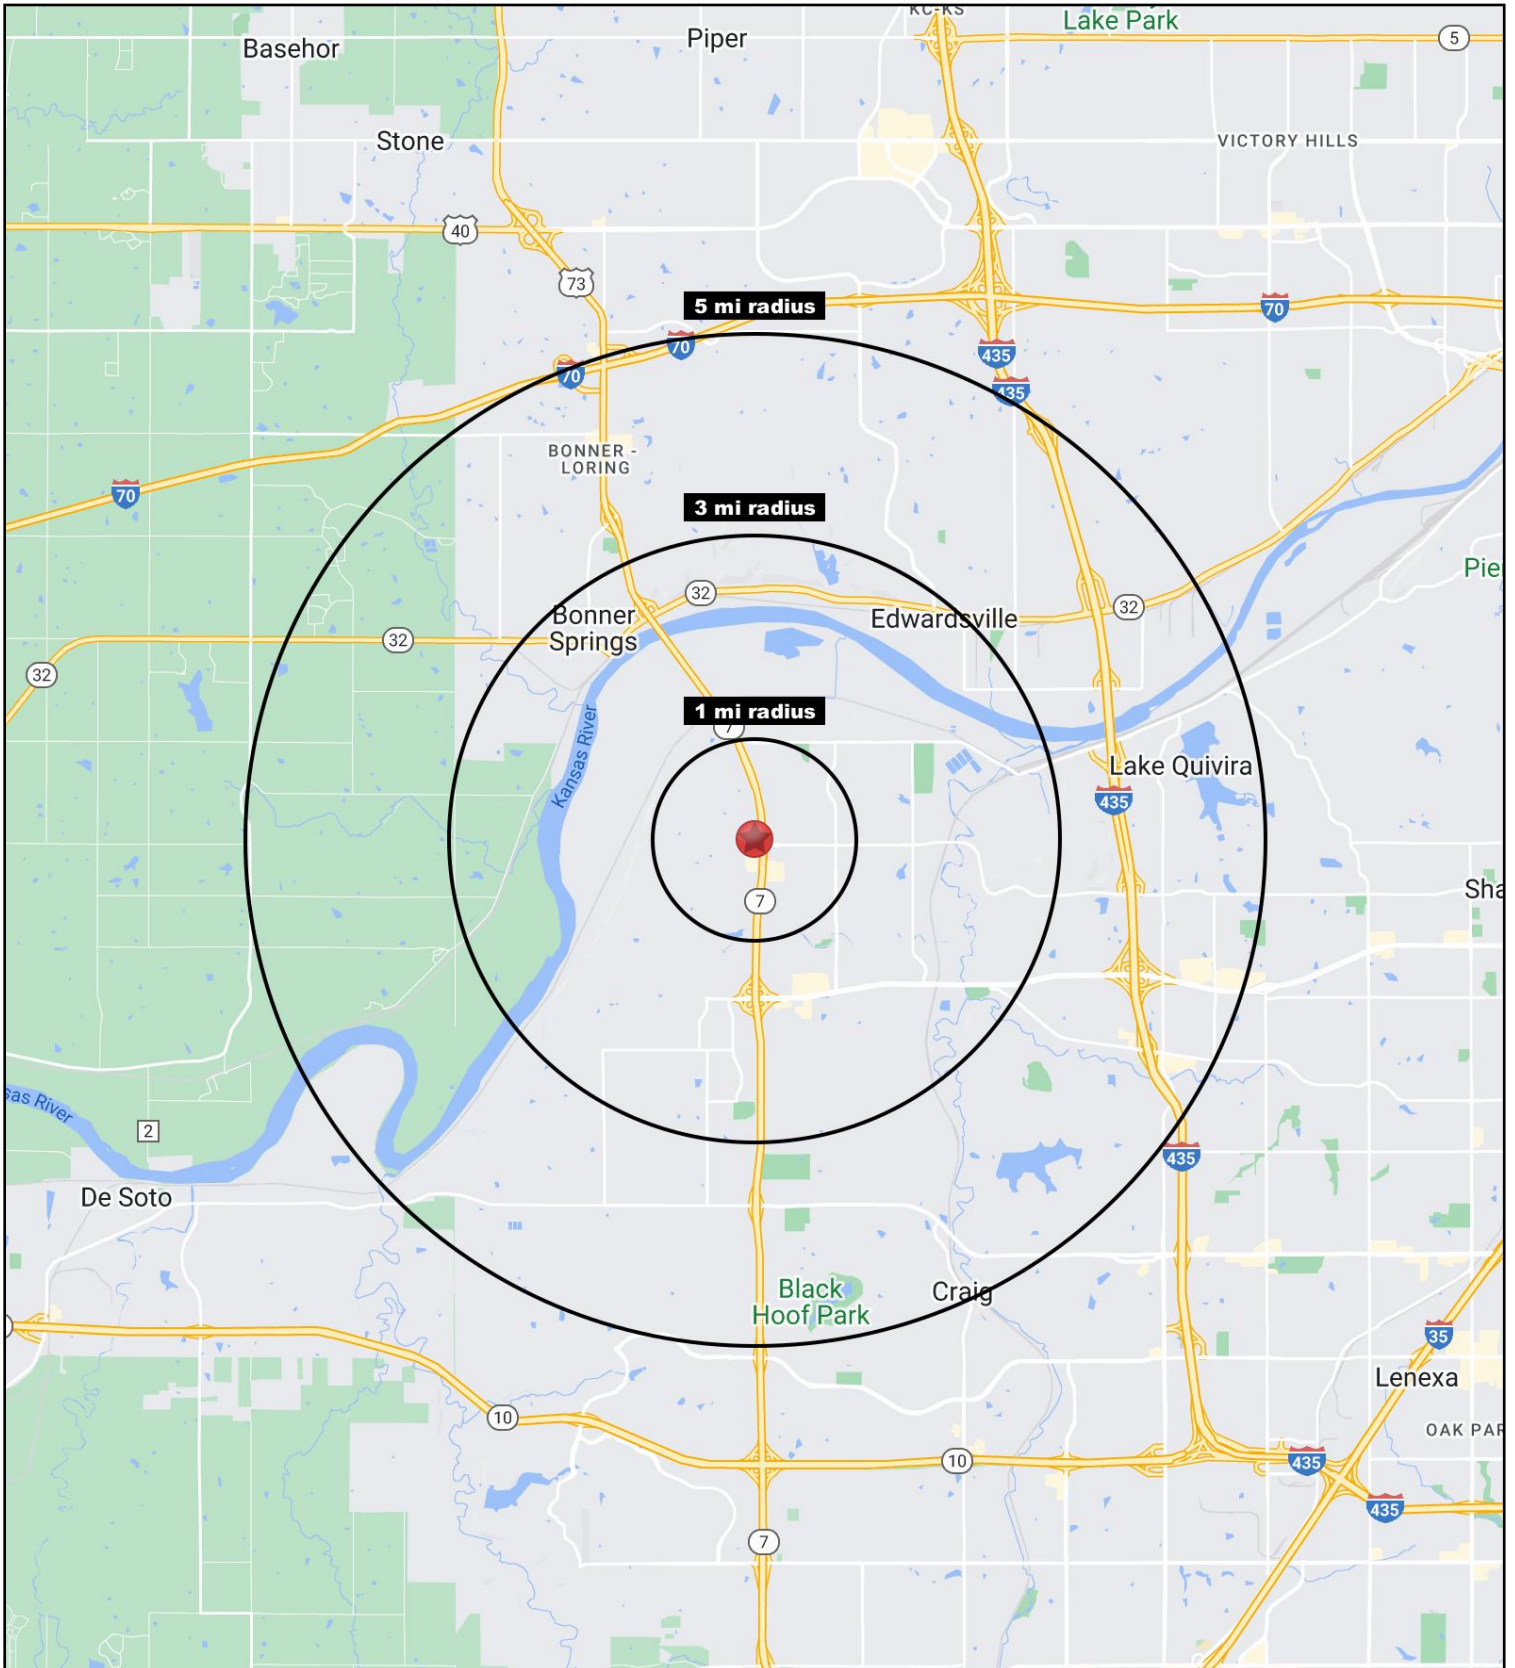 KC-KS
Lake Park
Piper
Basehor
5
Stone
VICTORY HILLS
40
73
5 mi radius
70
70
435
70
435
BONNER -
LORING
70
3 mi radius
Pie
32
32
Bonner
Springs
Edwardsville
32
32
1 mi radius
7
Kansas River
Lake Quivira
435
7
Sha
sas River
2
435
De Soto
Black
Hoof Park
Craig
35
Lenexa
10
OAK PAR
10
435
435
7